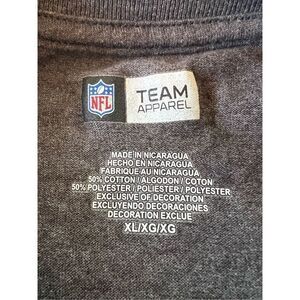 NFL
TEAM
APPAREL
MADE IN NICARAGUA
HECHO EN NICARAGUA
FABRIQUE AU NICARAGUA
50% COTTON / ALGODON / COTON
50% POLYESTER / POLIESTER / POLYESTER
EXCLUSIVE OF DECORATION
EXCLUYENDO DECORACIONES
DECORATION EXCLUE
XL/XG/XG